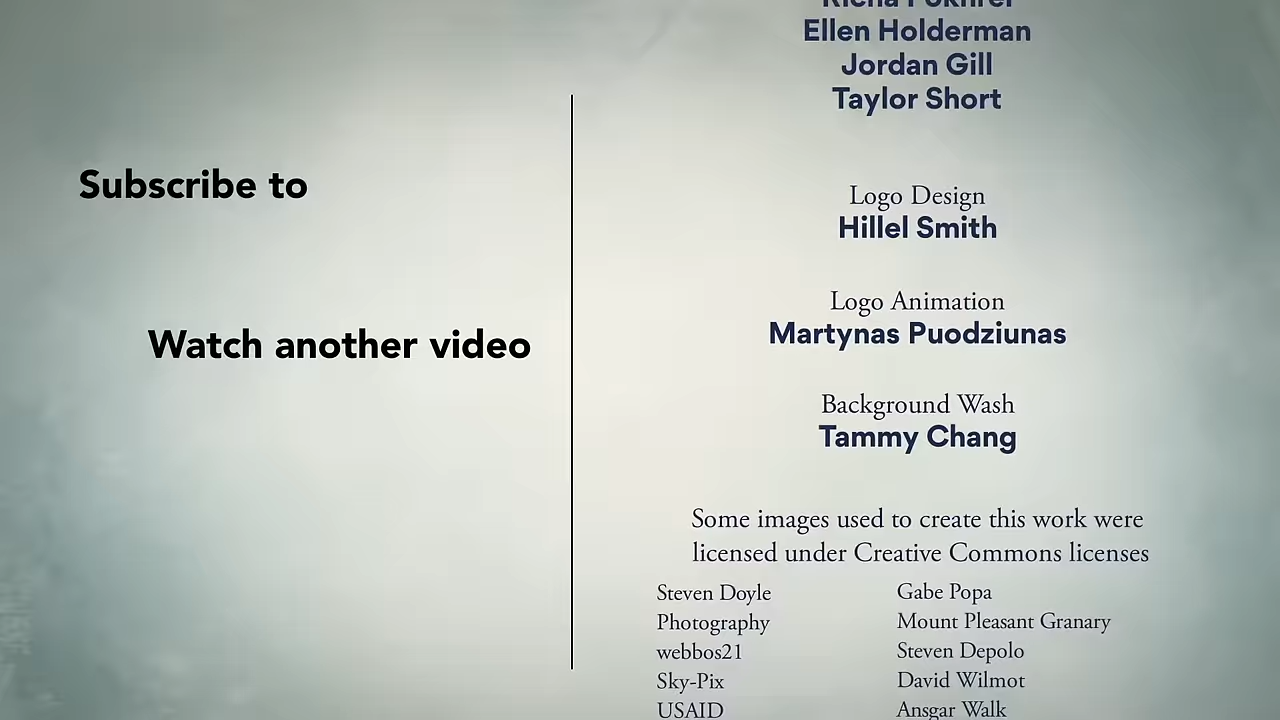 Subscribe to
Watch another video
Ellen Holderman
Jordan Gill
Taylor Short
Logo Design
Hillel Smith
Logo Animation
Martynas Puodziunas
Background Wash
Tammy Chang
Some images used to create this work were
licensed under Creative Commons licenses
Steven Doyle
Photography
webbos21
Sky-Pix
USAID
Gabe Popa
Mount Pleasant Granary
Steven Depolo
David Wilmot
Ansgar Walk